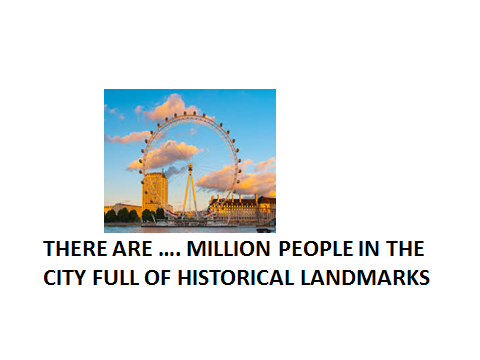 THERE ARE .... MILLION PEOPLE IN THE
CITY FULL OF HISTORICAL LANDMARKS